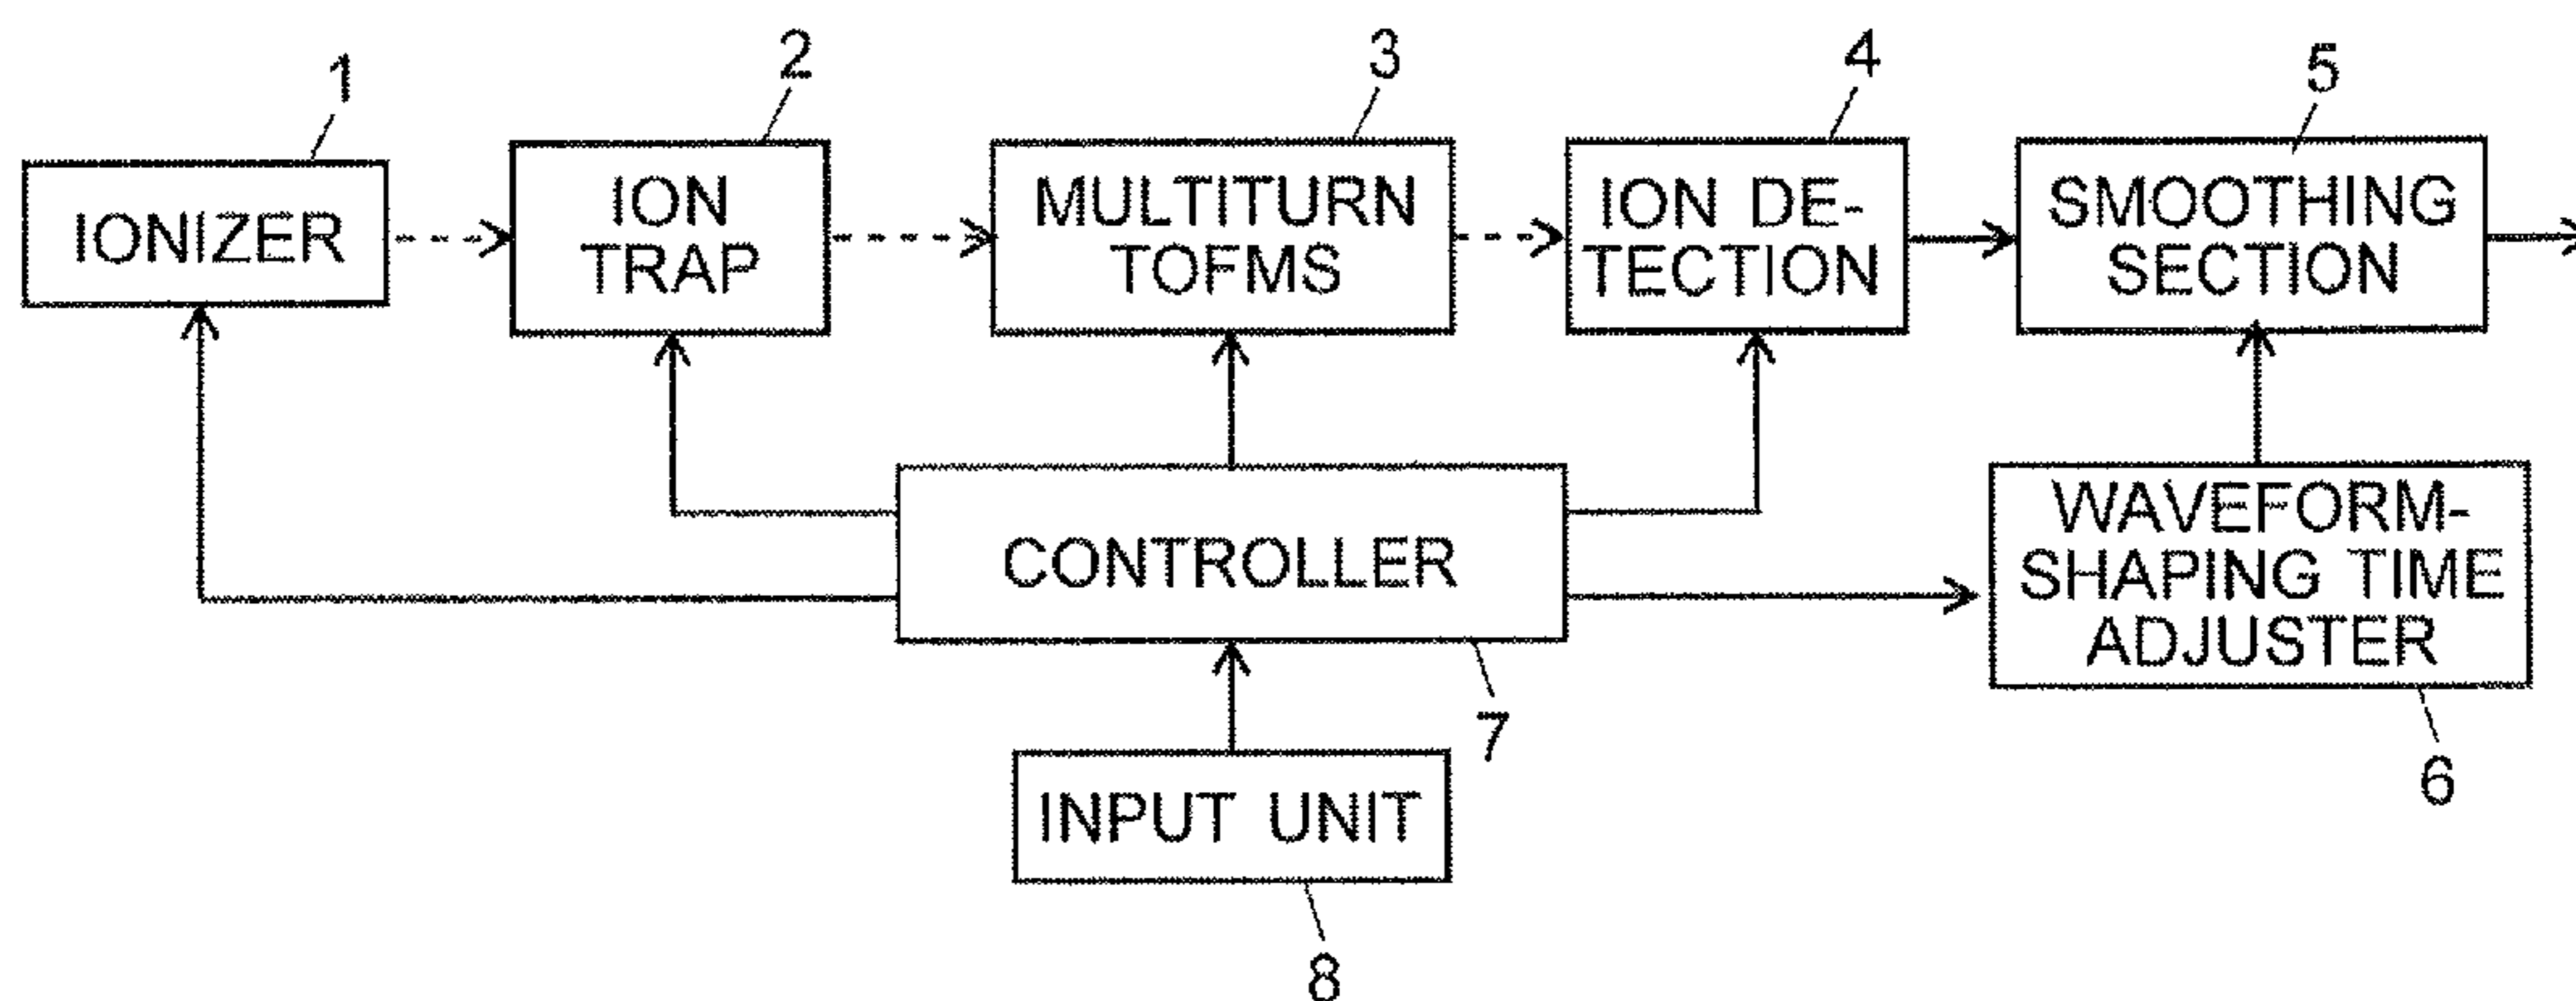 1
2
3
4
5
IONIZER
ION
TRAP
MULTITURN
TOFMS
ION DE-
TECTION
SMOOTHING
SECTION
CONTROLLER
WAVEFORM-
SHAPING TIME
ADJUSTER
7
6
INPUT UNIT
8